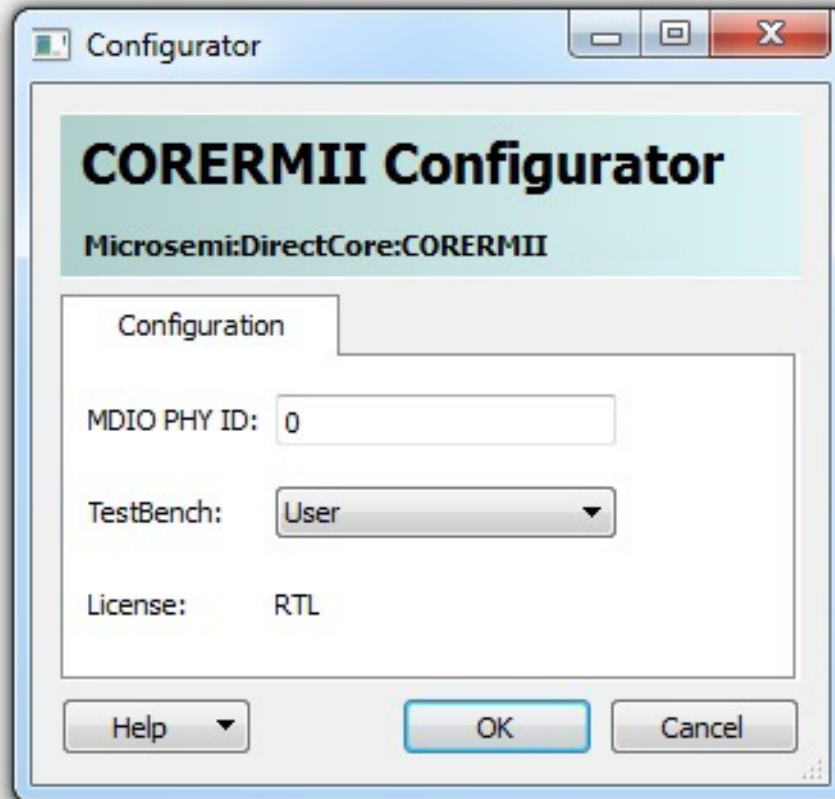 Configurator
CORERMII Configurator
Microsemi:DirectCore:CORERMII
Configuration
MDIO PHY ID: 0
TestBench: User
License: RTL
Help OK Cancel